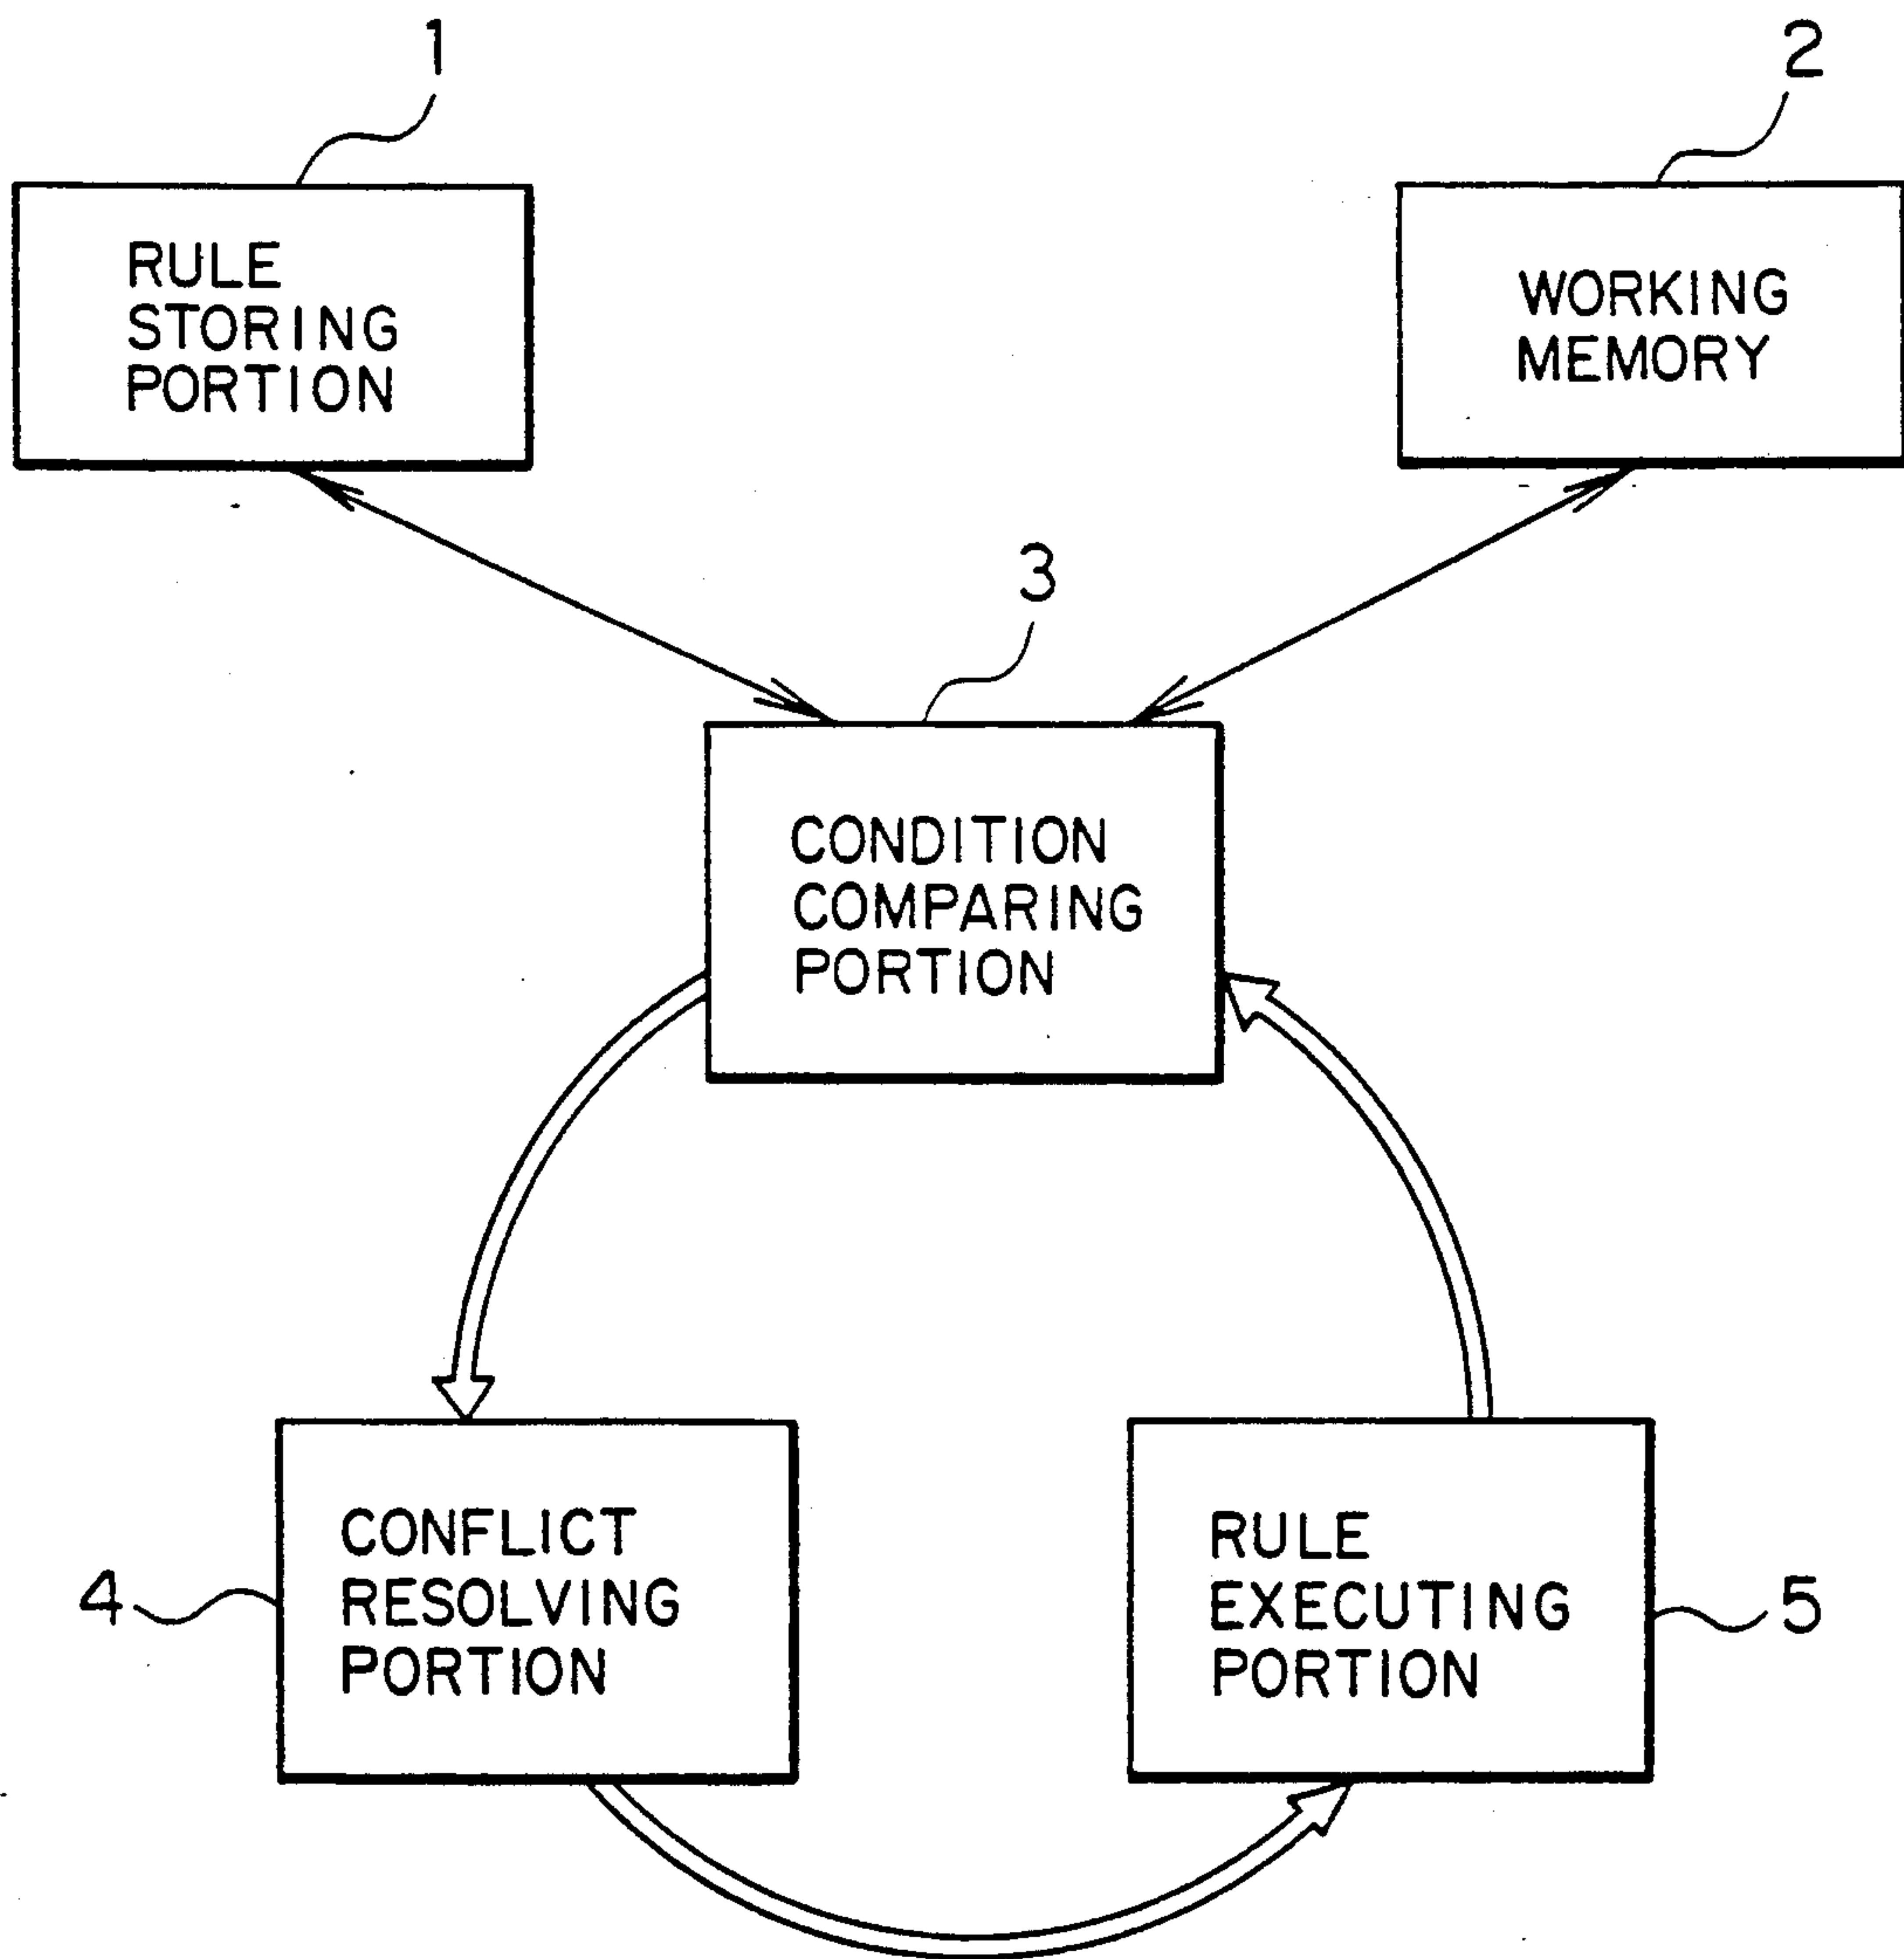 1
2
RULE
STORING
PORTION
WORKING
MEMORY
3
CONDITION
COMPARING
PORTION
4
CONFLICT
RESOLVING
PORTION
RULE
EXECUTING
PORTION
5